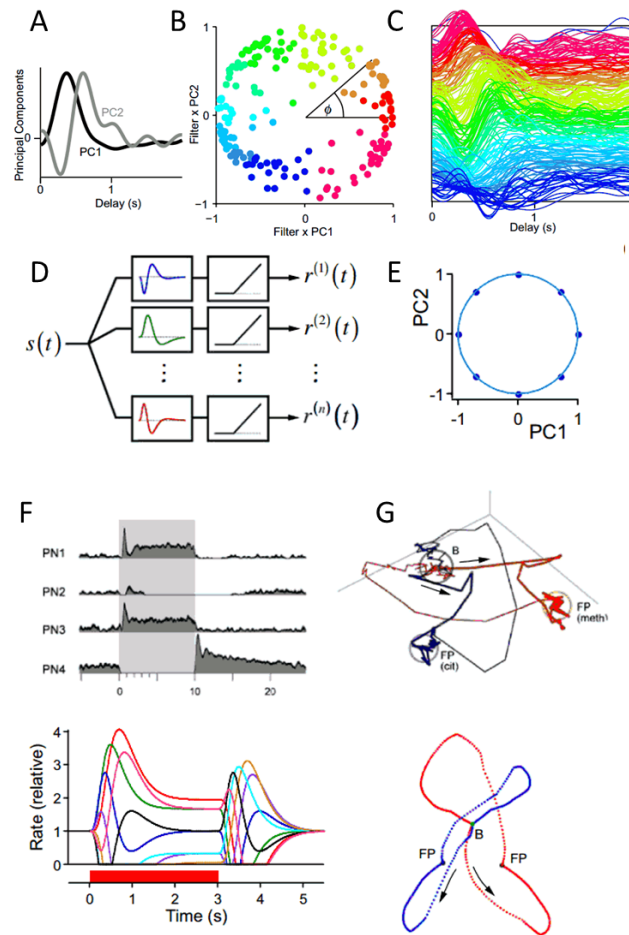 A
Principal Components
0
PC2
PC1
0
1
Delay (s)
B
Filter x PC2
1
0
−1
ϕ
−1
0
1
Filter x PC1
C
0
1
Delay (s)
D
s(t)
r⁽¹⁾(t)
r⁽²⁾(t)
⋮ ⋮ ⋮
r⁽ⁿ⁾(t)
E
PC2
1
0
-1
-1 0 1
PC1
F
PN1
PN2
PN3
PN4
0 10 20
Rate (relative)
4
3
2
1
0
0 1 2 3 4 5
Time (s)
G
B
FP
(meth)
FP
(cit)
B
FP
FP